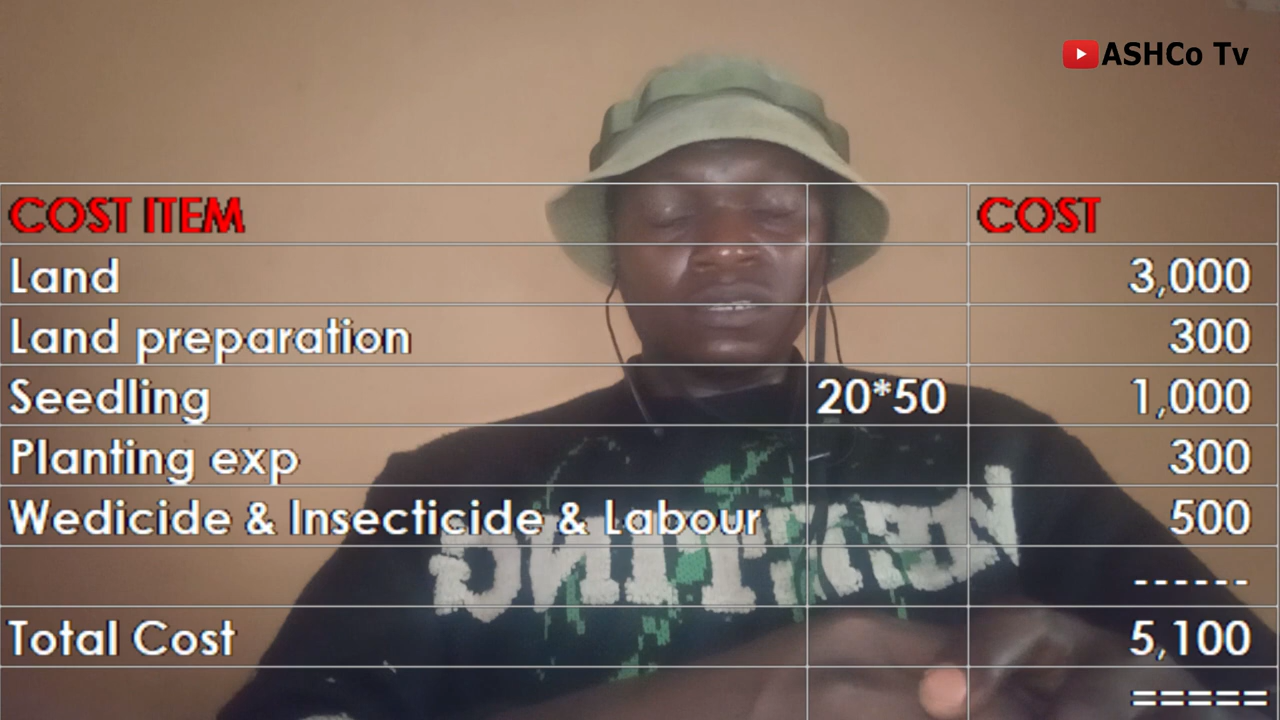 ASHCo Tv
COST ITEM COST
Land 3,000
Land preparation 300
Seedling 20*50 1,000
Planting exp 300
Wedicide & Insecticide & Labour 500
------
Total Cost 5,100
=====